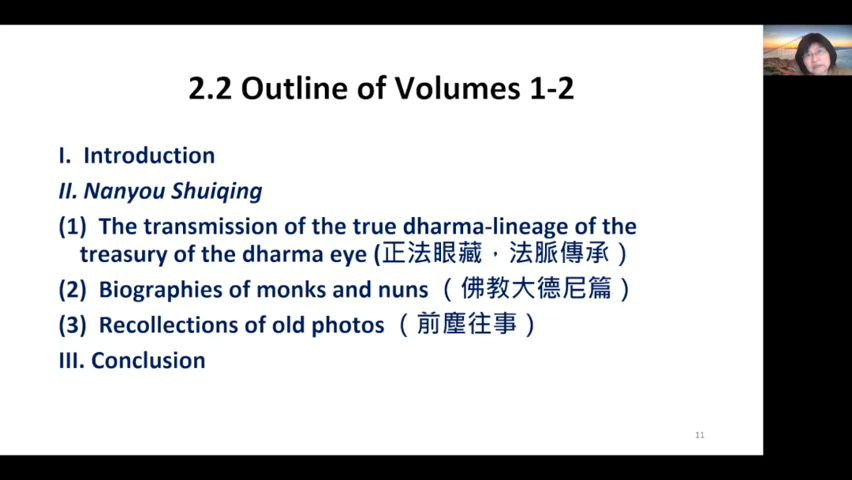 2.2 Outline of Volumes 1-2
I. Introduction
II. Nanyou Shuiqing
(1) The transmission of the true dharma-lineage of the
treasury of the dharma eye (正法眼藏，法脈傳承）
(2) Biographies of monks and nuns （佛教大德尼篇）
(3) Recollections of old photos （前塵往事）
III. Conclusion
11